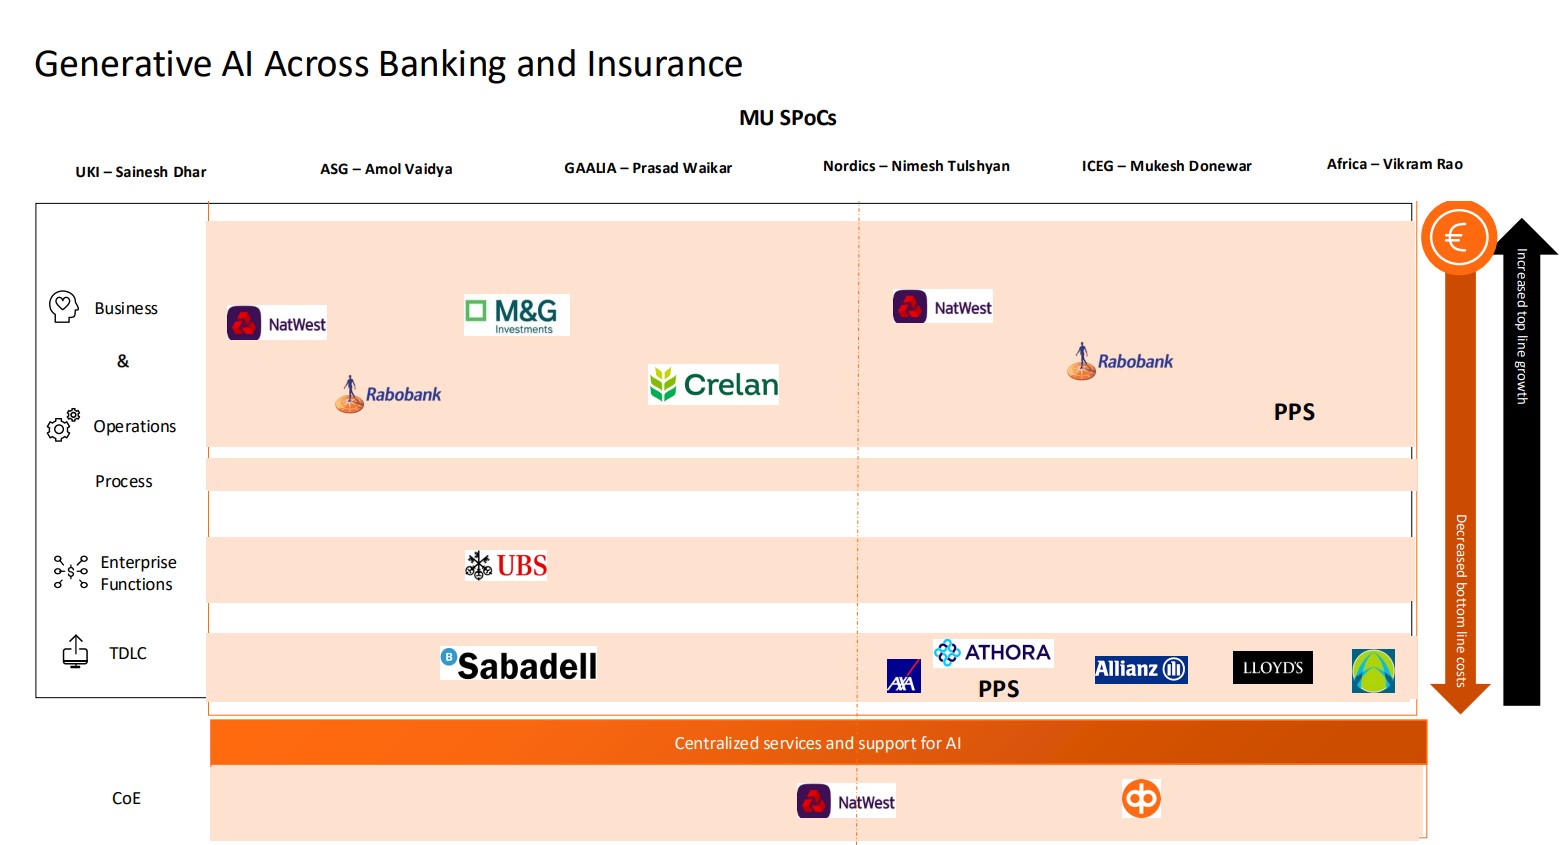 Generative AI Across Banking and Insurance
MU SPoCs
UKI – Sainesh Dhar
ASG – Amol Vaidya
GAALIA – Prasad Waikar
Nordics – Nimesh Tulshyan
ICEG – Mukesh Donewar
Africa – Vikram Rao
€
Increased top line growth
Decreased bottom line costs
Business
&
Operations
Process
NatWest
M&G
Investments
Rabobank
Crelan
NatWest
Rabobank
PPS
Enterprise
Functions
$
UBS
TDLC
B
Sabadell
AXA
ATHORA
PPS
Allianz
LLOYD'S
Centralized services and support for AI
CoE
NatWest
op